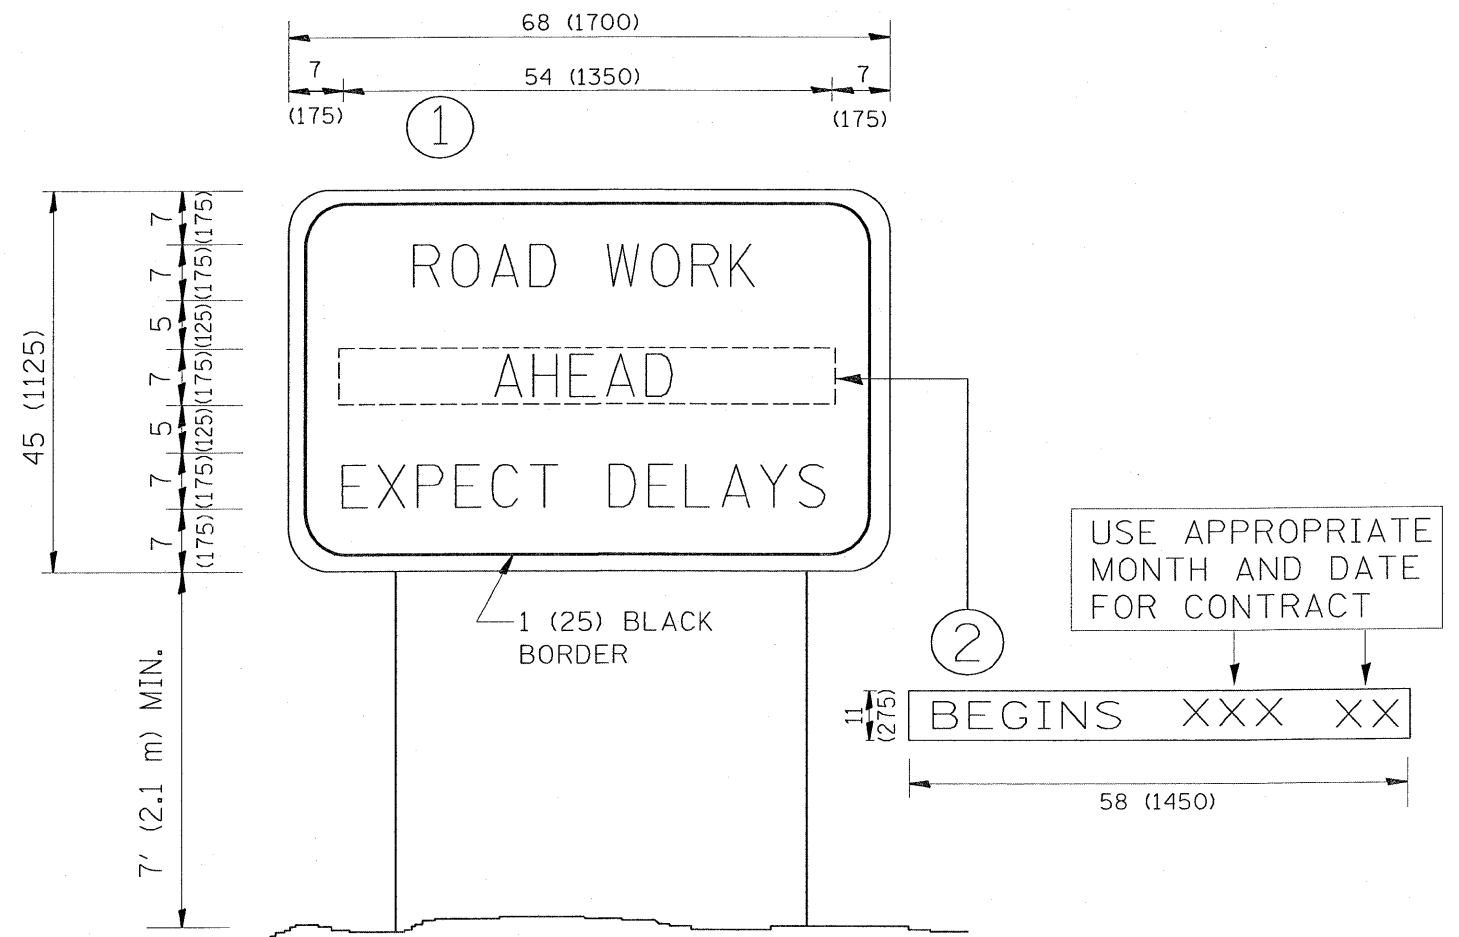 68 (1700)
7
54 (1350)
7
(175)
(175)
1
45 (1125)
7
(175)
7
(175)
5
(125)
7
(175)
5
(125)
7
(175)
7
(175)
ROAD WORK
AHEAD
EXPECT DELAYS
1 (25) BLACK
BORDER
7' (2.1 m) MIN.
USE APPROPRIATE
MONTH AND DATE
FOR CONTRACT
2
11
(275)
BEGINS XXX XX
58 (1450)